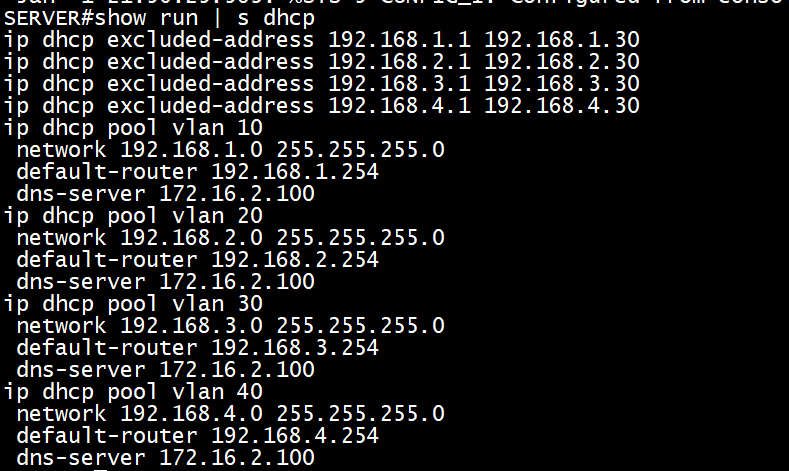 SERVER#show run | s dhcp
ip dhcp excluded-address 192.168.1.1 192.168.1.30
ip dhcp excluded-address 192.168.2.1 192.168.2.30
ip dhcp excluded-address 192.168.3.1 192.168.3.30
ip dhcp excluded-address 192.168.4.1 192.168.4.30
ip dhcp pool vlan 10
 network 192.168.1.0 255.255.255.0
 default-router 192.168.1.254
 dns-server 172.16.2.100
ip dhcp pool vlan 20
 network 192.168.2.0 255.255.255.0
 default-router 192.168.2.254
 dns-server 172.16.2.100
ip dhcp pool vlan 30
 network 192.168.3.0 255.255.255.0
 default-router 192.168.3.254
 dns-server 172.16.2.100
ip dhcp pool vlan 40
 network 192.168.4.0 255.255.255.0
 default-router 192.168.4.254
 dns-server 172.16.2.100